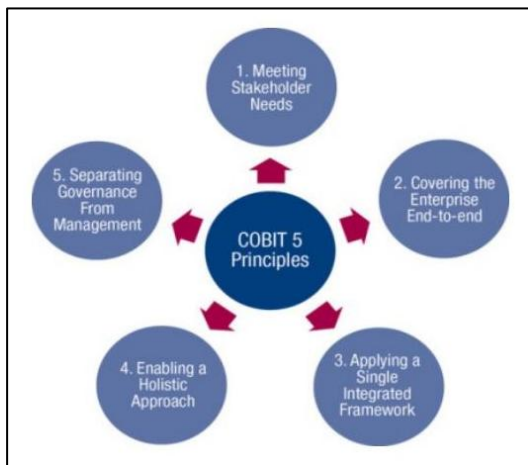 1. Meeting
Stakeholder
Needs
5. Separating
Governance
From
Management
2. Covering the
Enterprise
End-to-end
COBIT 5
Principles
4. Enabling a
Holistic
Approach
3. Applying a
Single
Integrated
Framework